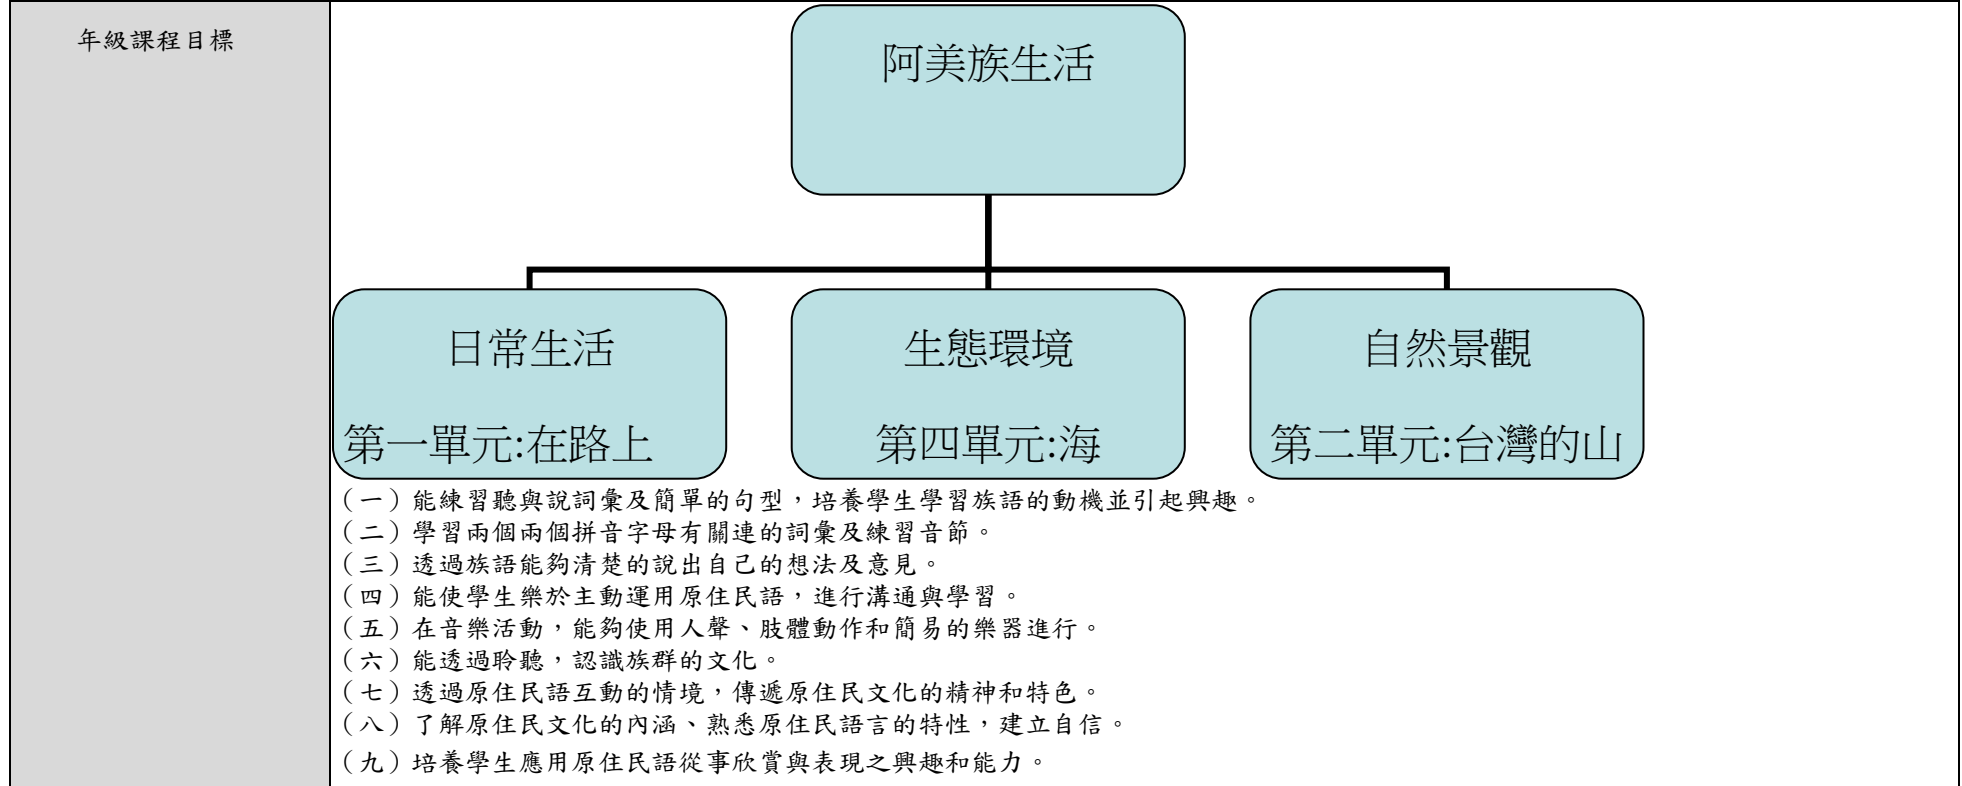 年級課程目標
阿美族生活
日常生活
第一單元:在路上
生態環境
第四單元:海
自然景觀
第二單元:台灣的山
（一）能練習聽與說詞彙及簡單的句型，培養學生學習族語的動機並引起興趣。
（二）學習兩個兩個拼音字母有關連的詞彙及練習音節。
（三）透過族語能夠清楚的說出自己的想法及意見。
（四）能使學生樂於主動運用原住民語，進行溝通與學習。
（五）在音樂活動，能夠使用人聲、肢體動作和簡易的樂器進行。
（六）能透過聆聽，認識族群的文化。
（七）透過原住民語互動的情境，傳遞原住民文化的精神和特色。
（八）了解原住民文化的內涵、熟悉原住民語言的特性，建立自信。
（九）培養學生應用原住民語從事欣賞與表現之興趣和能力。